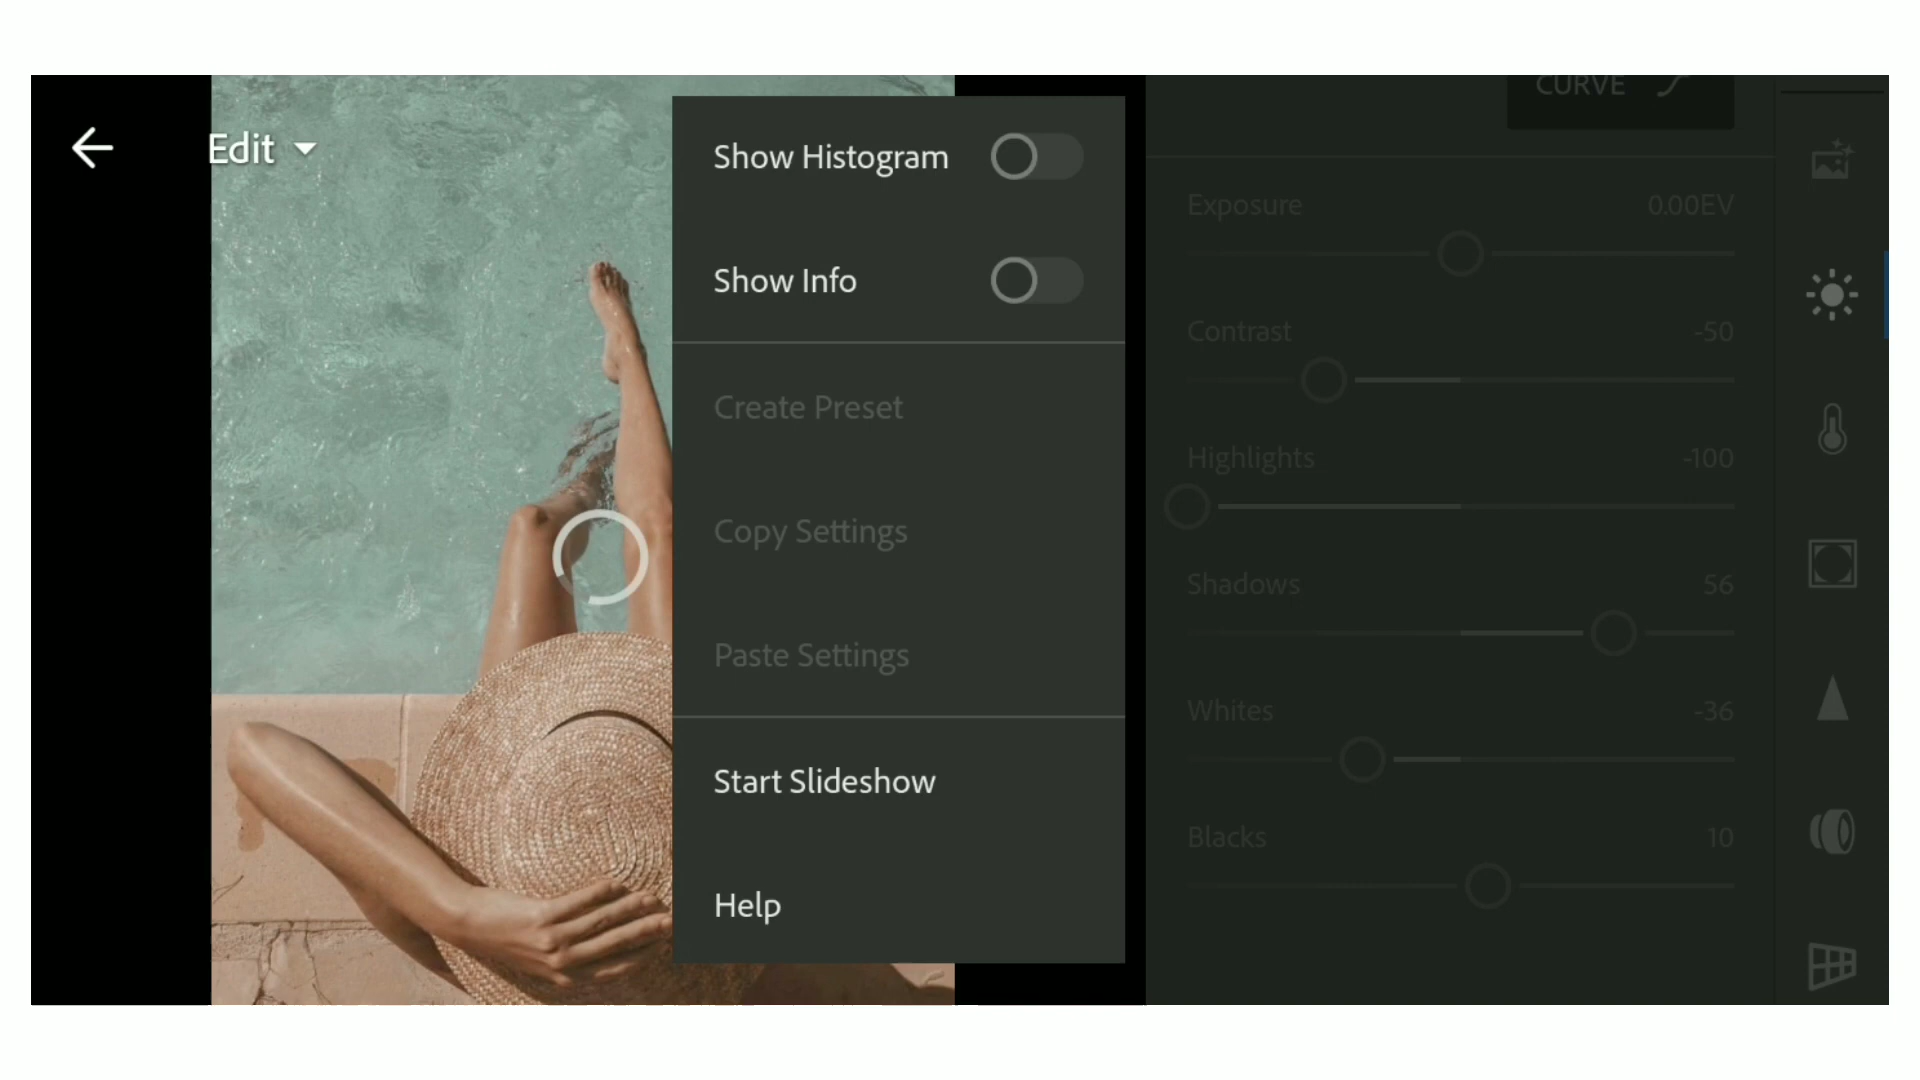 Edit
Show Histogram
Show Info
Create Preset
Copy Settings
Paste Settings
Start Slideshow
Help
CURVE
Exposure 0.00EV
Contrast -50
Highlights -100
Shadows 56
Whites -36
Blacks 10